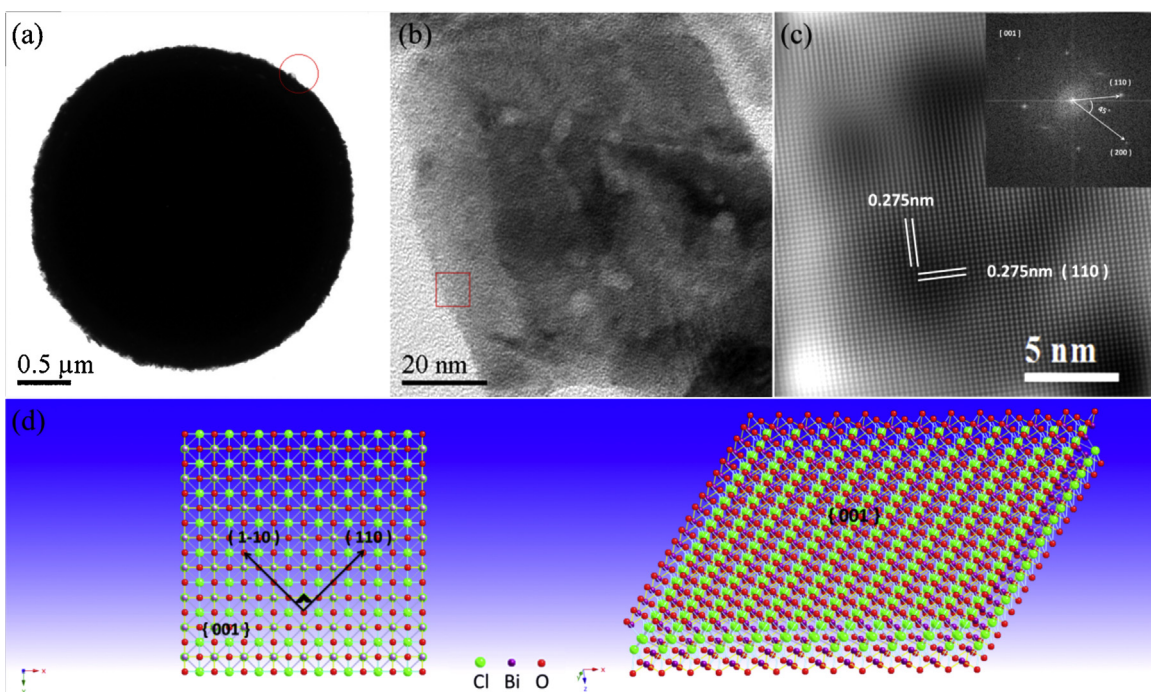 (a)
0.5 µm
(b)
20 nm
(c)
{ 001 }
( 110 )
45°
( 200 )
0.275nm
0.275nm ( 110 )
5 nm
(d)
( 1-10 )
( 110 )
{ 001 }
x
Y
{ 001 }
Cl Bi O
x
y
z